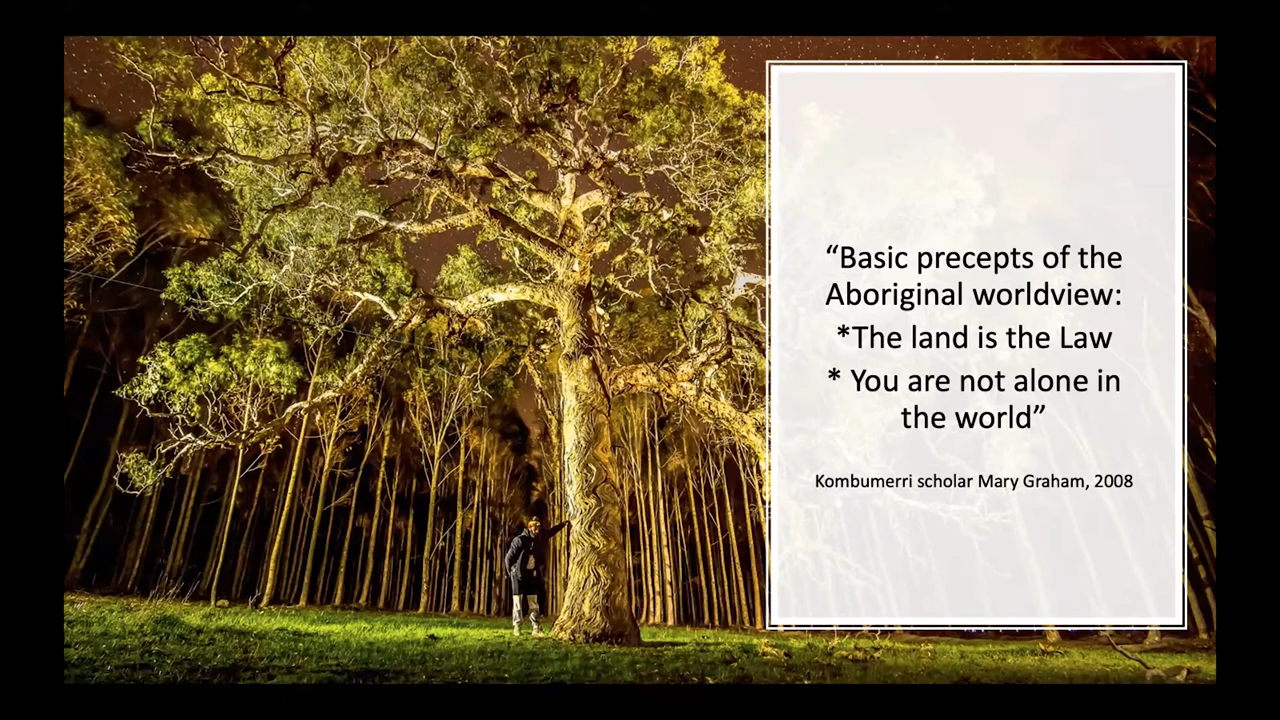 “Basic precepts of the
Aboriginal worldview:
*The land is the Law
* You are not alone in
the world”
Kombumerri scholar Mary Graham, 2008